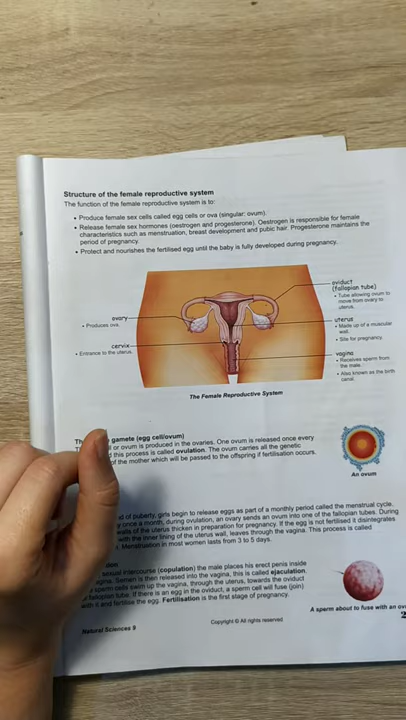 Structure of the female reproductive system
The function of the female reproductive system is to:
• Produce female sex cells called egg cells or ova (singular: ovum).
• Release female sex hormones (oestrogen and progesterone). Oestrogen is responsible for female
characteristics such as menstruation, breast development and pubic hair. Progesterone maintains the
period of pregnancy.
• Protect and nourishes the fertilised egg until the baby is fully developed during pregnancy.
ovary
• Produces ova.
cervix
• Entrance to the uterus.
oviduct
(fallopian tube)
• Tube allowing ovum to
move from ovary to
uterus.
uterus
• Made up of a muscular
wall.
• Site for pregnancy.
vagina
• Receives sperm from
the male.
• Also known as the birth
canal.
The Female Reproductive System
gamete (egg cell/ovum)
or ovum is produced in the ovaries. One ovum is released once every
this process is called ovulation. The ovum carries all the genetic
of the mother which will be passed to the offspring if fertilisation occurs.
An ovum
of puberty, girls begin to release eggs as part of a monthly period called the menstrual cycle.
once a month, during ovulation, an ovary sends an ovum into one of the fallopian tubes. During
of the uterus thicken in preparation for pregnancy. If the egg is not fertilised it disintegrates
with the inner lining of the uterus, leaves through the vagina. This process is called
Menstruation in most women lasts from 3 to 5 days.
sexual intercourse (copulation) the male places his erect penis inside
Semen is then released into the vagina, this is called ejaculation.
sperm cells swim up the vagina, through the uterus, towards the oviduct
fallopian tube. If there is an egg in the oviduct, a sperm cell will fuse (join)
with it and fertilise the egg. Fertilisation is the first stage of pregnancy.
A sperm about to fuse with an
Natural Sciences 9
Copyright © All rights reserved